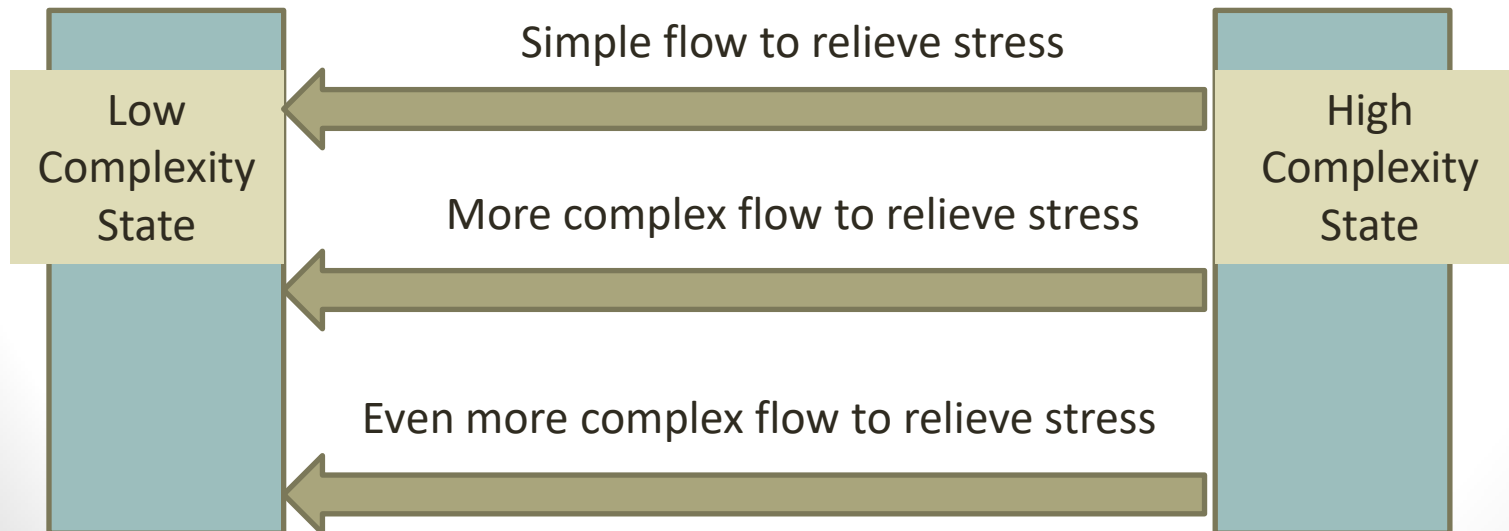 Simple flow to relieve stress
Low
Complexity
State
High
Complexity
State
More complex flow to relieve stress
Even more complex flow to relieve stress